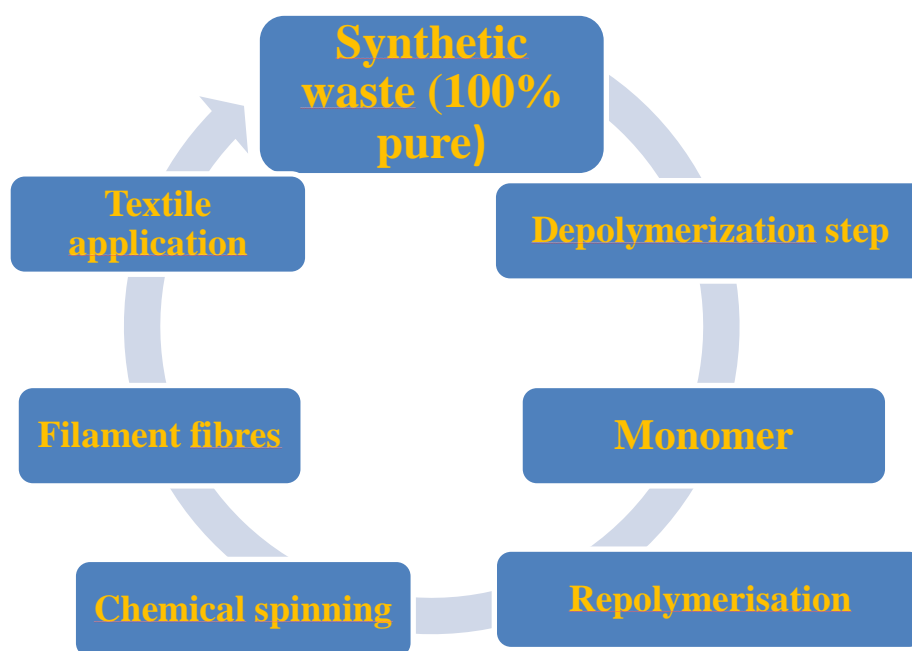 Synthetic
waste (100%
pure)
Depolymerization step
Monomer
Repolymerisation
Chemical spinning
Filament fibres
Textile
application